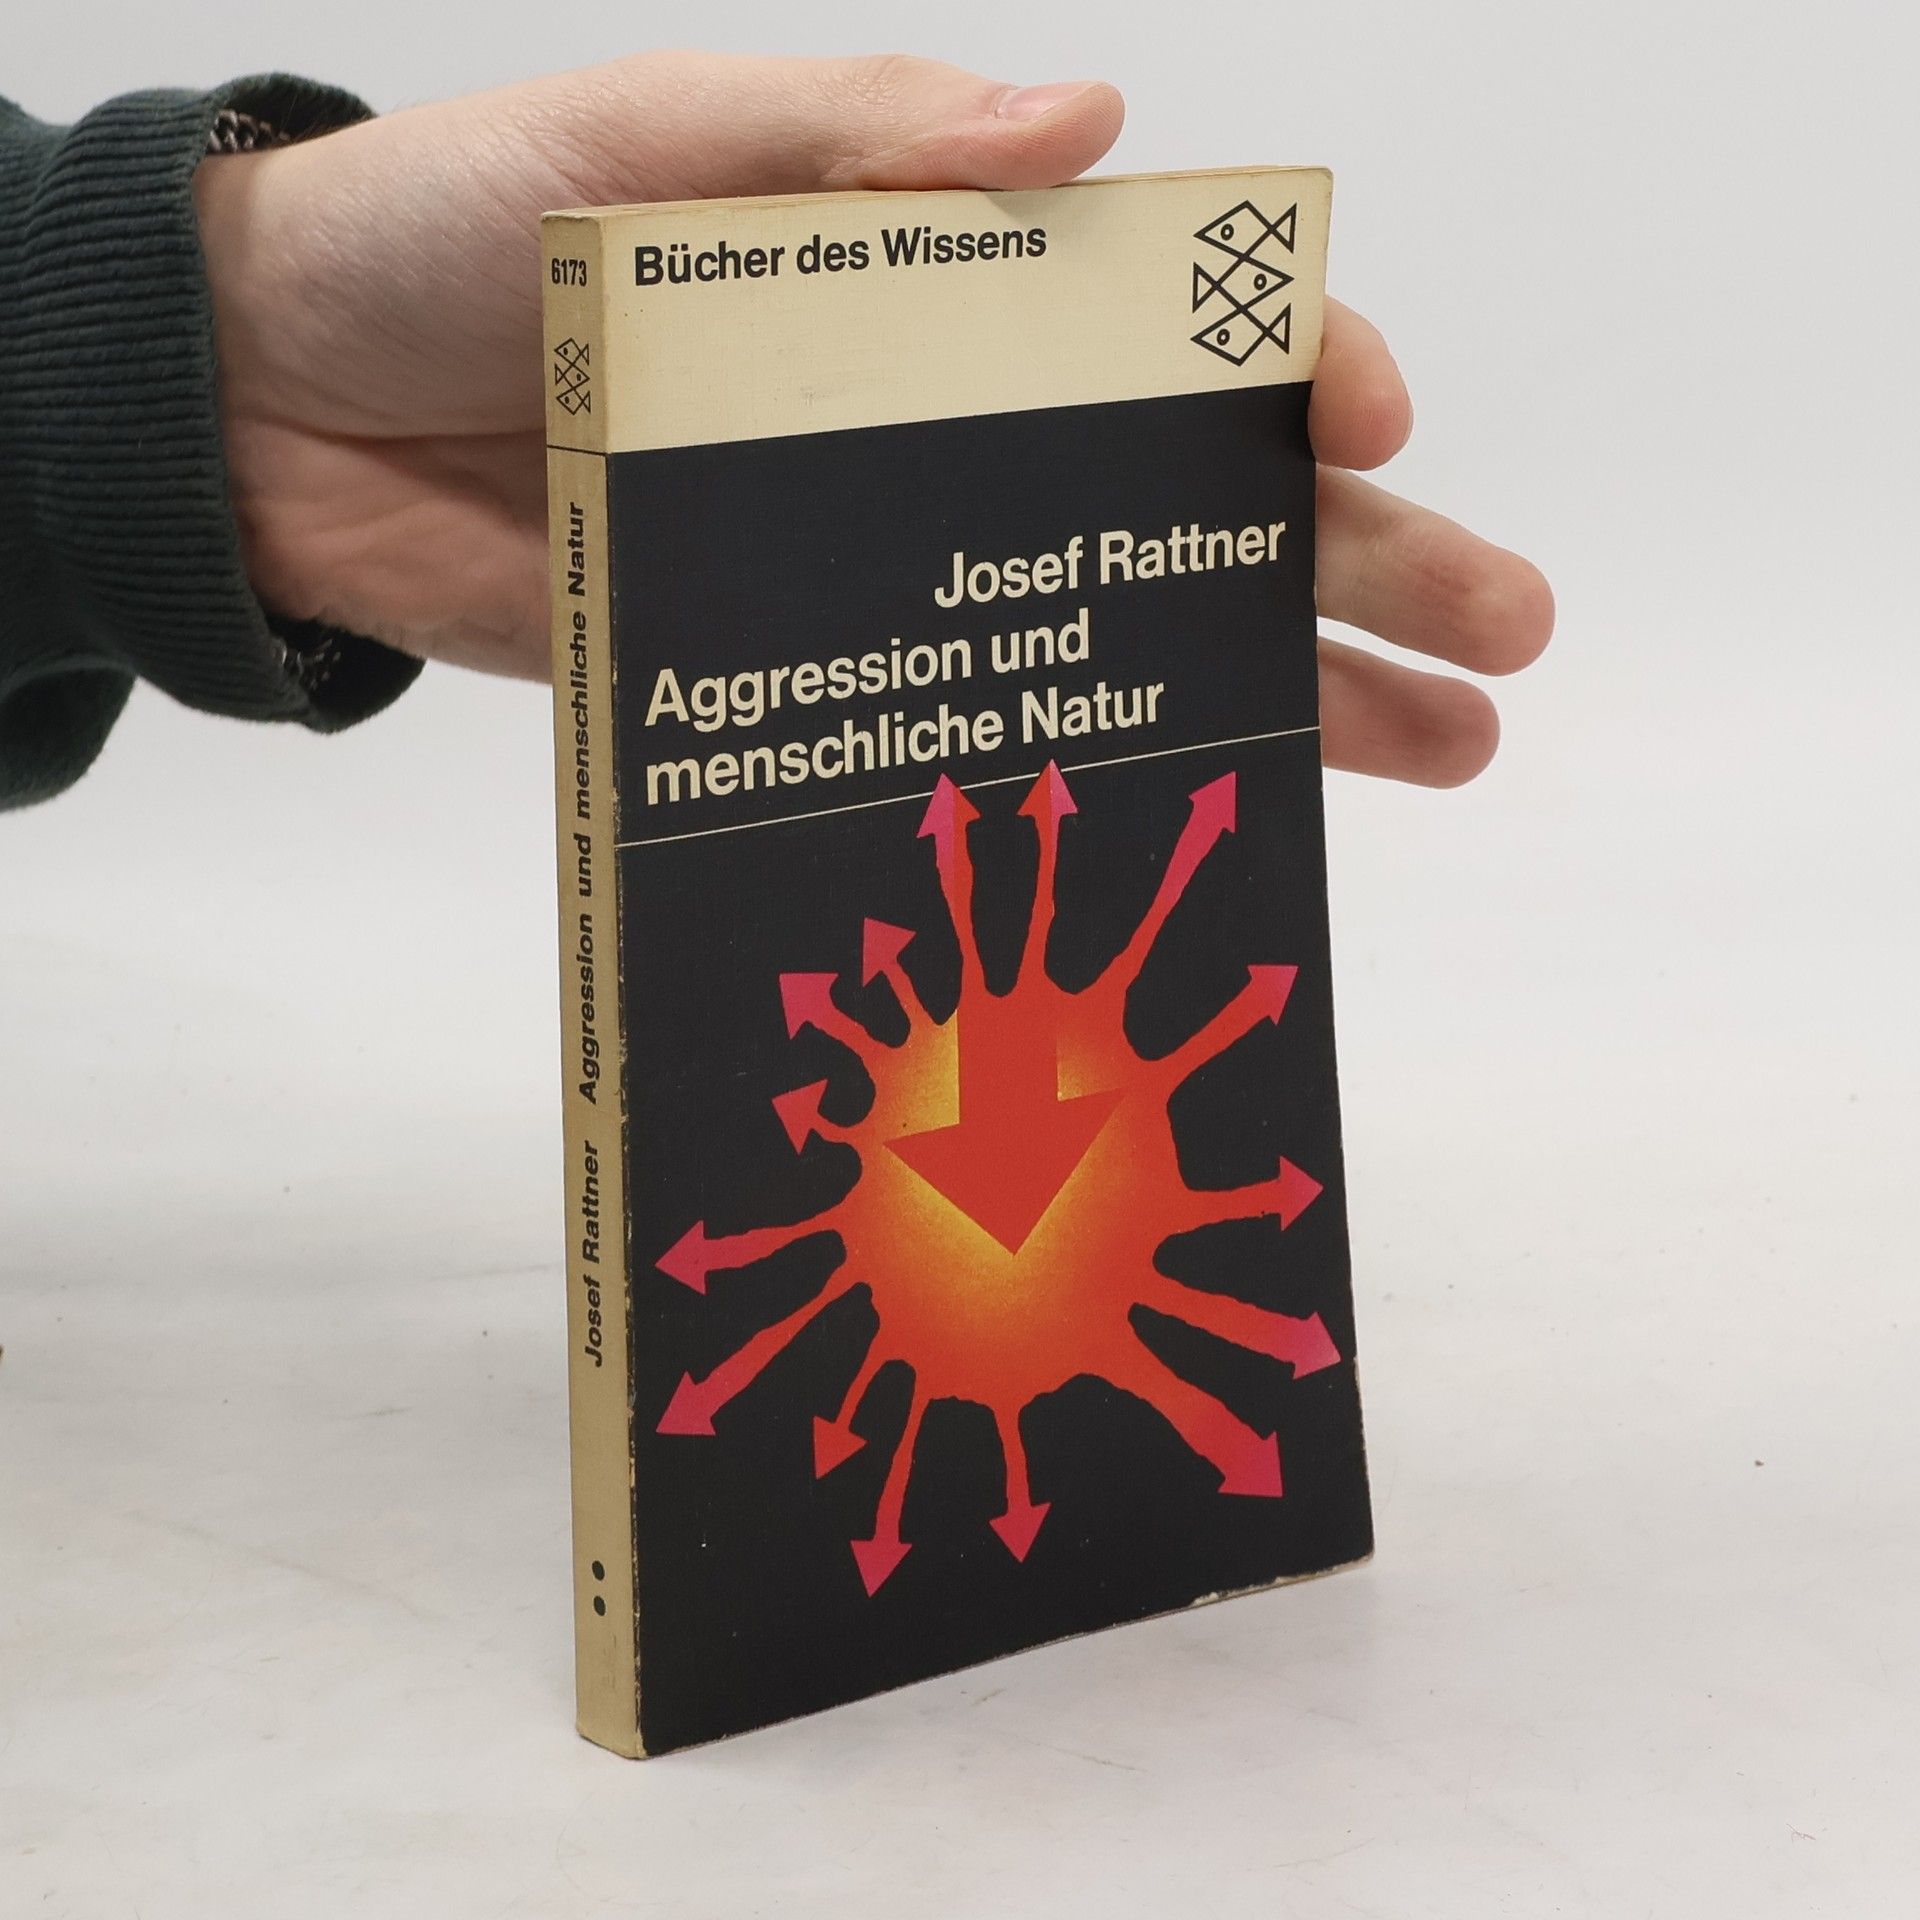 Bücher des Wissens
Josef Rattner
Aggression und
menschliche Natur
6173
Josef Rattner Aggression und menschliche Natur